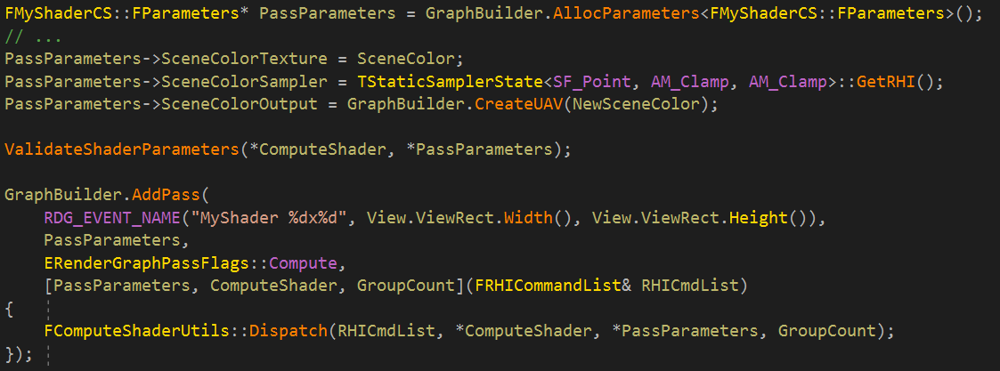 FMyShaderCS::FParameters* PassParameters = GraphBuilder.AllocParameters<FMyShaderCS::FParameters>();
// ...
PassParameters->SceneColorTexture = SceneColor;
PassParameters->SceneColorSampler = TStaticSamplerState<SF_Point, AM_Clamp, AM_Clamp>::GetRHI();
PassParameters->SceneColorOutput = GraphBuilder.CreateUAV(NewSceneColor);

ValidateShaderParameters(*ComputeShader, *PassParameters);

GraphBuilder.AddPass(
    RDG_EVENT_NAME("MyShader %dx%d", View.ViewRect.Width(), View.ViewRect.Height()),
    PassParameters,
    ERenderGraphPassFlags::Compute,
    [PassParameters, ComputeShader, GroupCount](FRHICommandList& RHICmdList)
{
    FComputeShaderUtils::Dispatch(RHICmdList, *ComputeShader, *PassParameters, GroupCount);
});